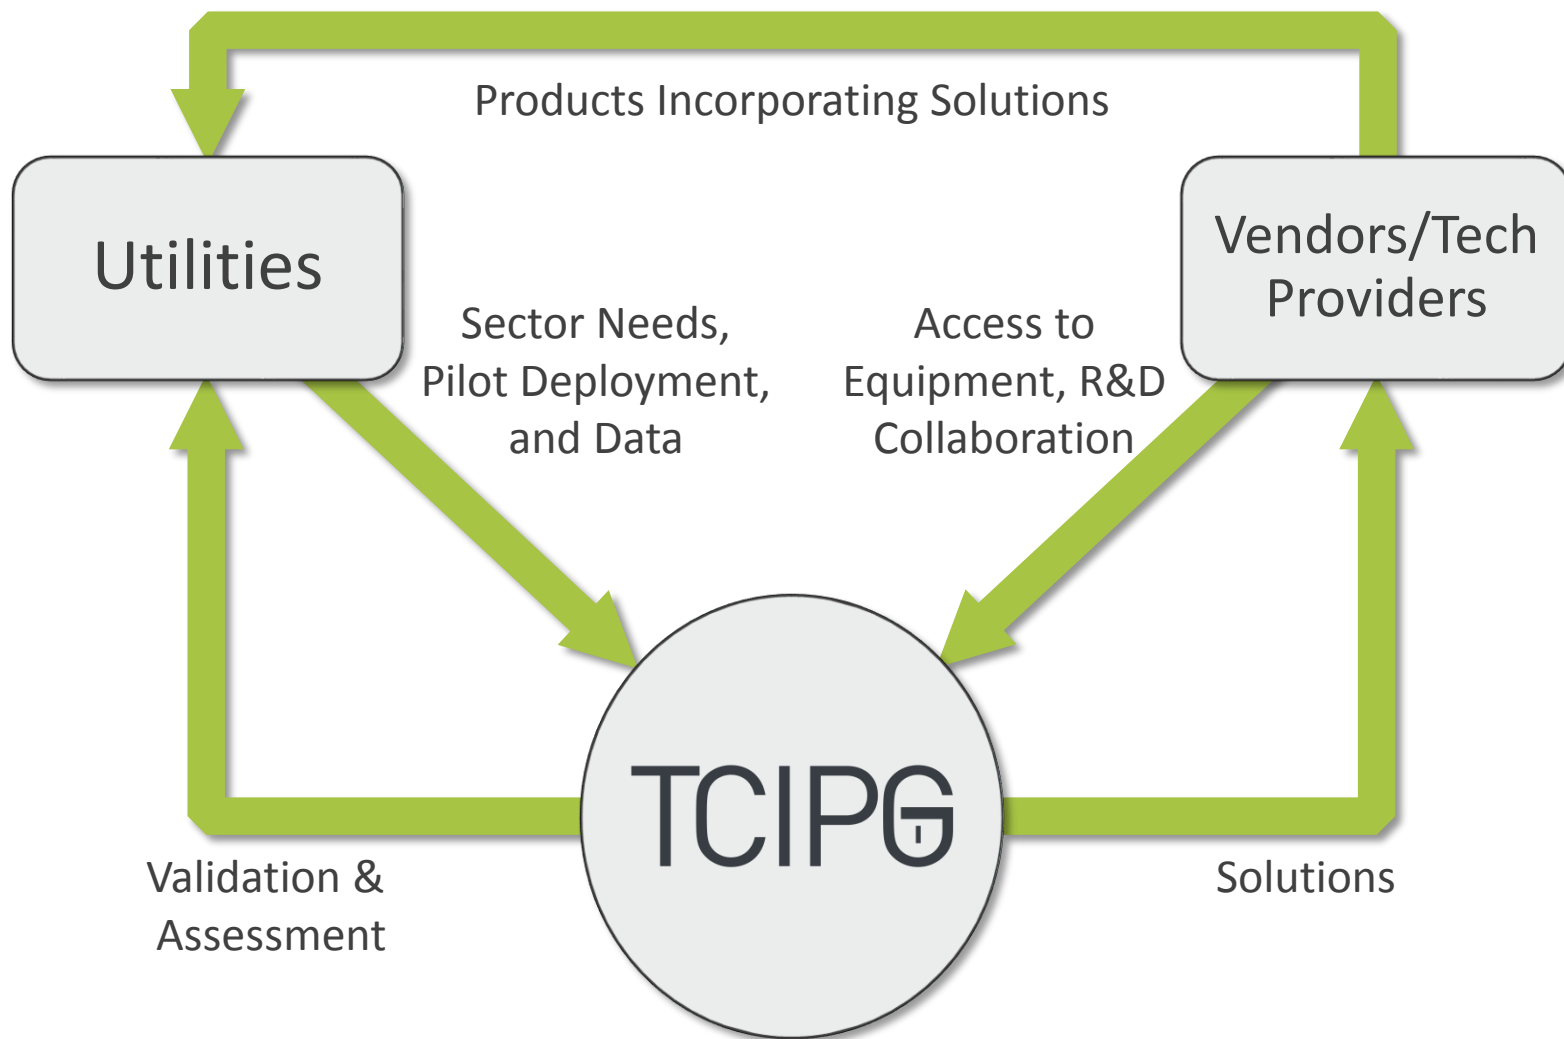 Products Incorporating Solutions
Utilities
Vendors/Tech
Providers
Sector Needs,
Pilot Deployment,
and Data
Access to
Equipment, R&D
Collaboration
TCIPG
Validation &
Assessment
Solutions